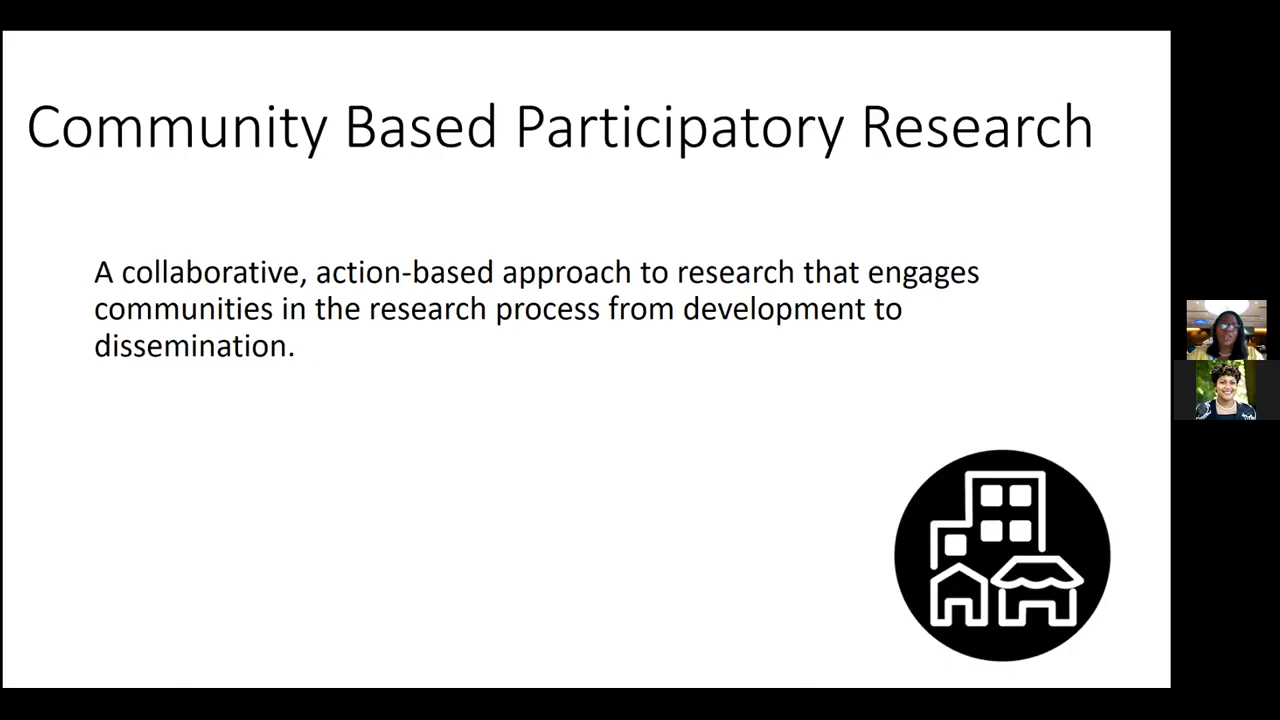 Community Based Participatory Research
A collaborative, action-based approach to research that engages
communities in the research process from development to
dissemination.